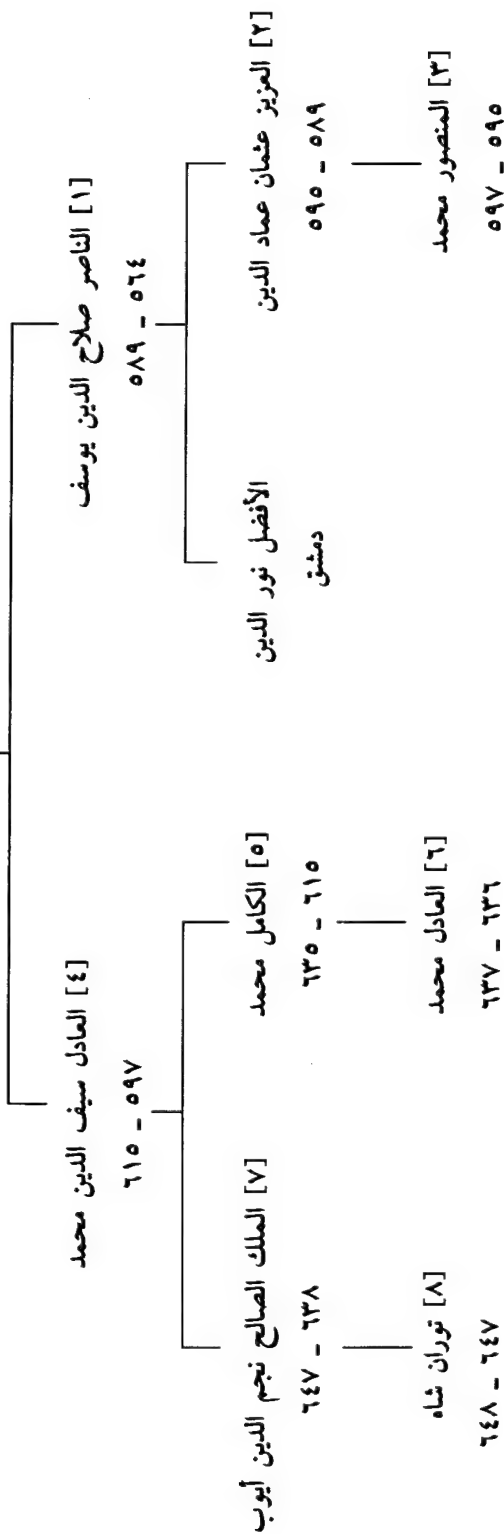 [١] الناصر صلاح الدين يوسف
٥٦٤ - ٥٨٩
[٢] العزيز عثمان عماد الدين
٥٨٩ - ٥٩٥
[٣] المنصور محمد
٥٩٥ - ٥٩٧
الأفضل نور الدين
دمشق
[٤] العادل سيف الدين محمد
٥٩٧ - ٦١٥
[٥] الكامل محمد
٦١٥ - ٦٣٥
[٦] العادل محمد
٦٣٦ - ٦٣٧
[٧] الملك الصالح نجم الدين أيوب
٦٣٨ - ٦٤٧
[٨] توران شاه
٦٤٧ - ٦٤٨